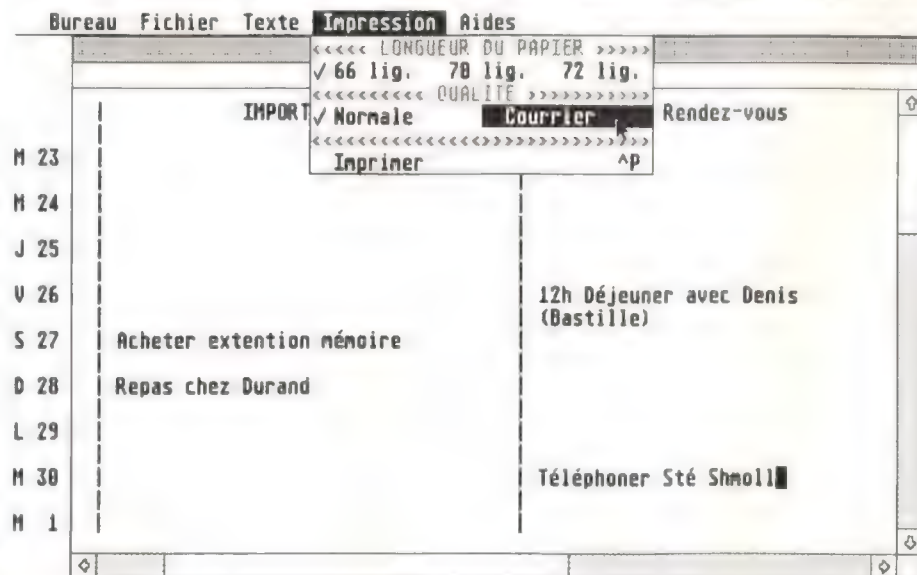 Bureau Fichier Texte Impression Aides
<<<<< LONGUEUR DU PAPIER >>>>>
✓ 66 lig. 70 lig. 72 lig.
<<<<<<<<<<< QUALITE >>>>>>>>>>>
IMPORT ✓ Normale Courrier Rendez-vous
<<<<<<<<<<<<<<<<<>>>>>>>>>>>>>>>>>
Imprimer ^P
M 23
M 24
J 25
V 26 12h Déjeuner avec Denis
(Bastille)
S 27 Acheter extention mémoire
D 28 Repas chez Durand
L 29
M 30 Téléphoner Sté Shmoll
M 1